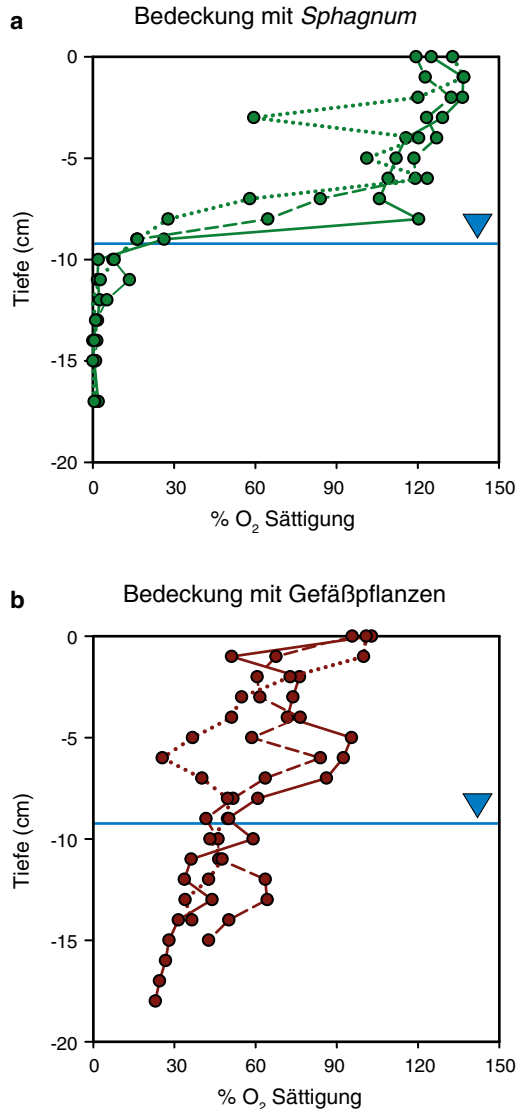 a
Bedeckung mit Sphagnum
0
-5
-10
-15
-20
Tiefe (cm)
0 30 60 90 120 150
% O₂ Sättigung
b
Bedeckung mit Gefäßpflanzen
0
-5
-10
-15
-20
Tiefe (cm)
0 30 60 90 120 150
% O₂ Sättigung